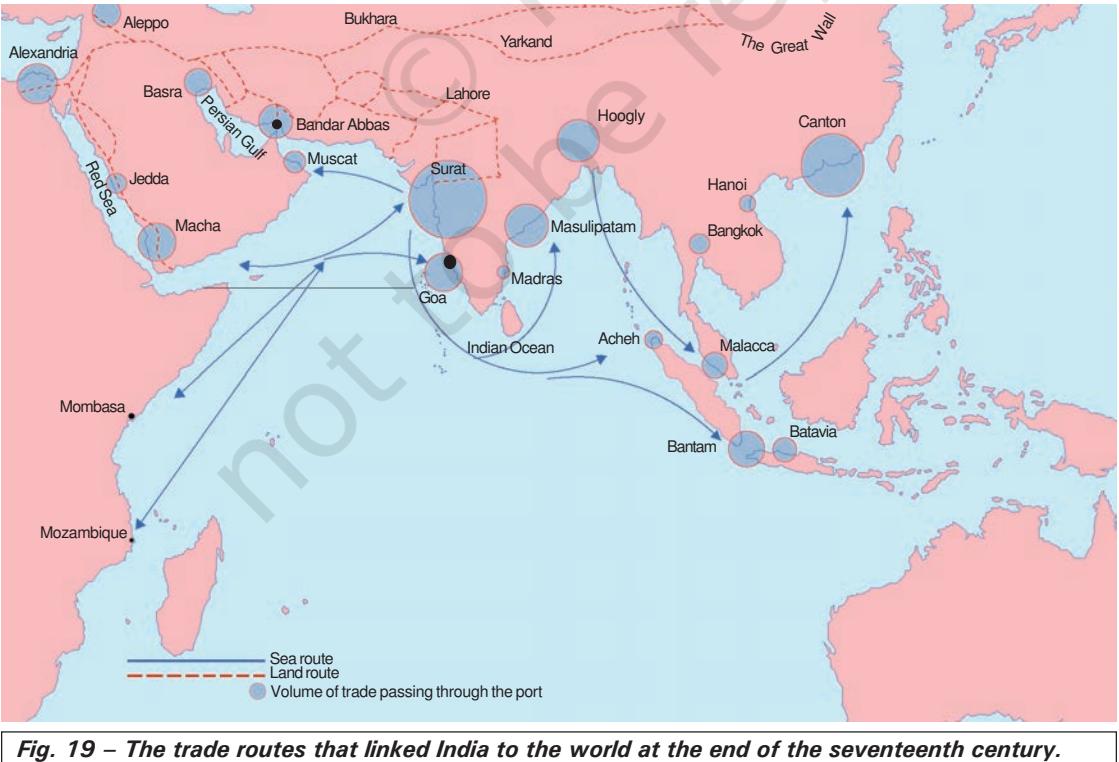 Aleppo
Bukhara
Yarkand
The Great Wall
Alexandria
Basra
Persian Gulf
Bandar Abbas
Lahore
Hoogly
Canton
Muscat
Surat
Red Sea
Jedda
Hanoi
Macha
Masulipatam
Bangkok
Goa
Madras
Indian Ocean
Acheh
Malacca
Mombasa
Bantam
Batavia
Mozambique
Sea route
Land route
Volume of trade passing through the port
© not to be re
Fig. 19 – The trade routes that linked India to the world at the end of the seventeenth century.